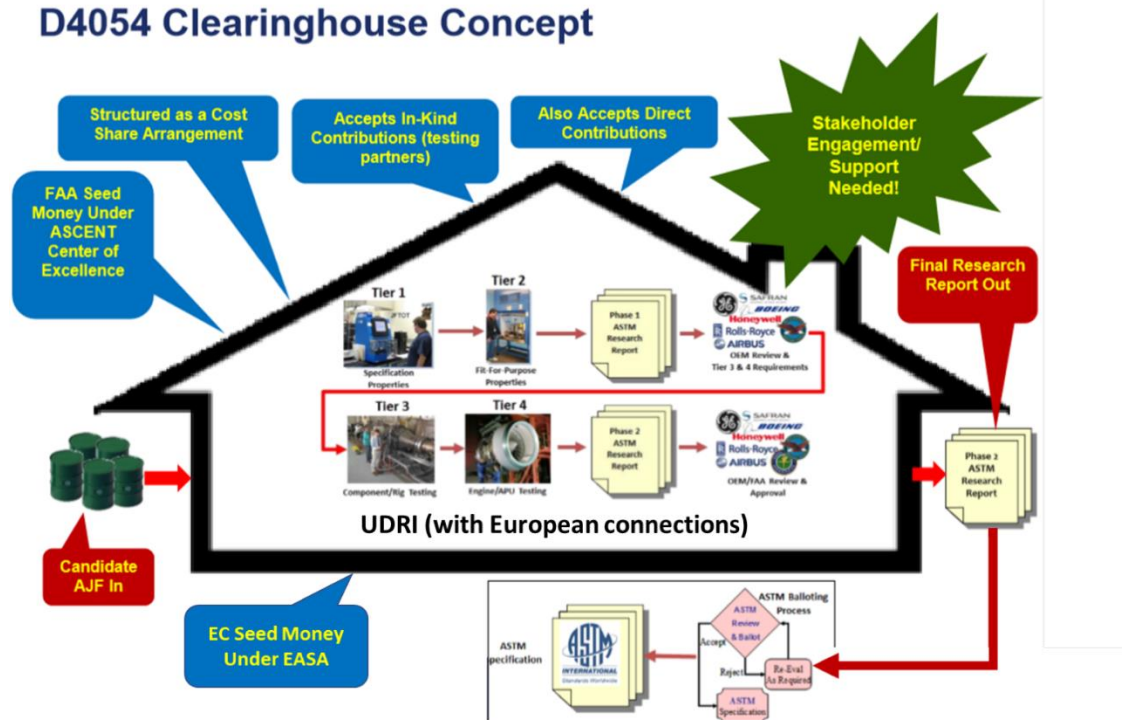 D4054 Clearinghouse Concept
Structured as a Cost
Share Arrangement
Accepts In-Kind
Contributions (testing
partners)
Also Accepts Direct
Contributions
Stakeholder
Engagement/
Support
Needed!
FAA Seed
Money Under
ASCENT
Center of
Excellence
Final Research
Report Out
Tier 1
JFTOT
Specification
Properties
Tier 2
Fit-For-Purpose
Properties
Phase 1
ASTM
Research
Report
SAFRAN
BOEING
Honeywell
Rolls-Royce
AIRBUS
OEM Review &
Tier 3 & 4 Requirements
Tier 3
Component/Rig Testing
Tier 4
Engine/APU Testing
Phase 2
ASTM
Research
Report
SAFRAN
BOEING
Honeywell
Rolls-Royce
AIRBUS
OEM/FAA Review &
Approval
Phase 2
ASTM
Research
Report
UDRI (with European connections)
Candidate
AJF In
EC Seed Money
Under EASA
ASTM
pecification
ASTM
INTERNATIONAL
Standards Worldwide
ASTM Balloting
Process
ASTM
Review
& Ballot
Accept
Reject
Re-Eval
As Required
ASTM
Specification